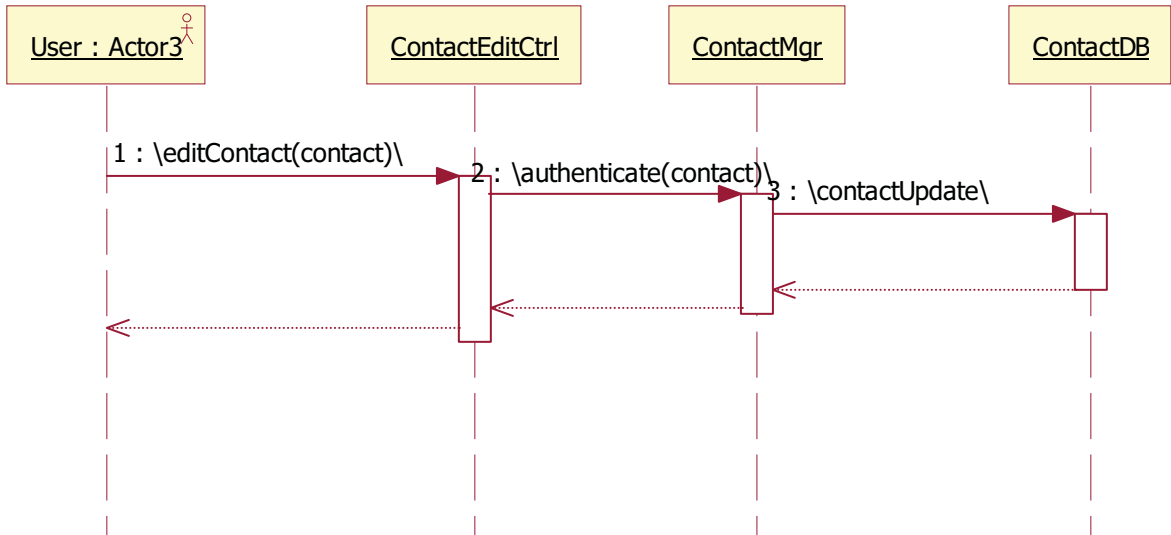 User : Actor3
ContactEditCtrl
ContactMgr
ContactDB
1 : \editContact(contact)\
2 : \authenticate(contact)\
3 : \contactUpdate\